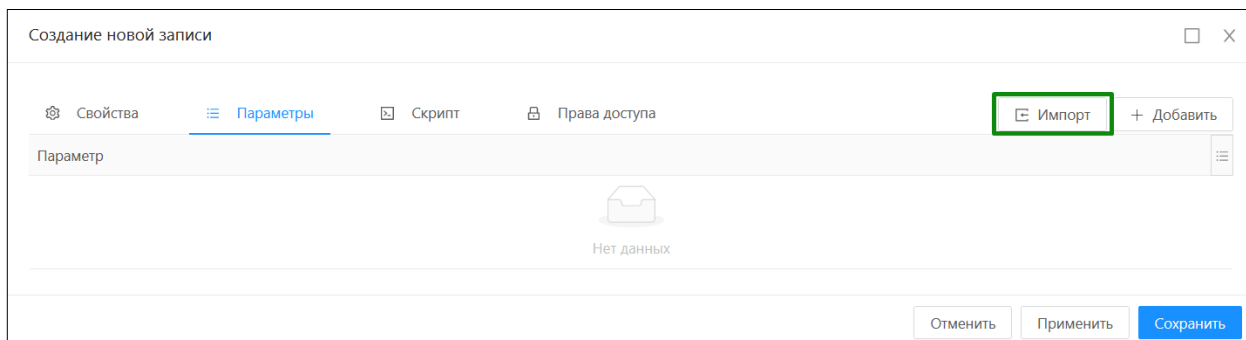 Создание новой записи
Свойства Параметры Скрипт Права доступа Импорт + Добавить
Параметр
Нет данных
Отменить Применить Сохранить